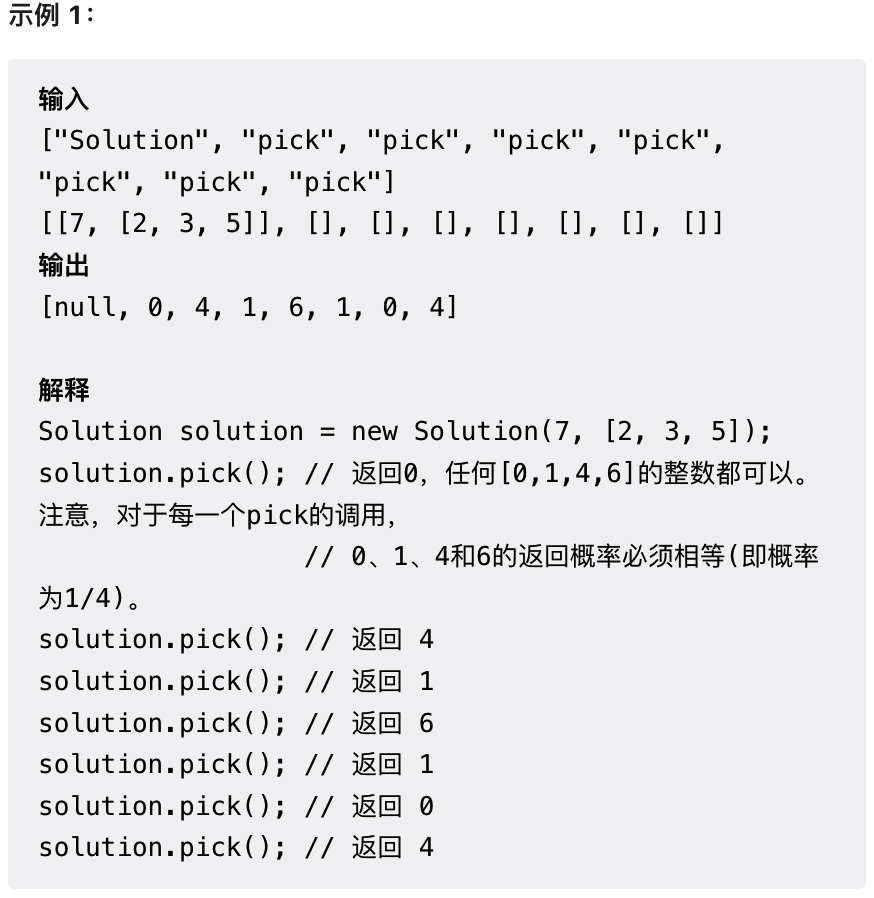 示例 1：
输入
["Solution", "pick", "pick", "pick", "pick",
"pick", "pick", "pick"]
[[7, [2, 3, 5]], [], [], [], [], [], [], []]
输出
[null, 0, 4, 1, 6, 1, 0, 4]
解释
Solution solution = new Solution(7, [2, 3, 5]);
solution.pick(); // 返回0，任何[0,1,4,6]的整数都可以。
注意，对于每一个pick的调用，
// 0、1、4和6的返回概率必须相等(即概率
为1/4)。
solution.pick(); // 返回 4
solution.pick(); // 返回 1
solution.pick(); // 返回 6
solution.pick(); // 返回 1
solution.pick(); // 返回 0
solution.pick(); // 返回 4